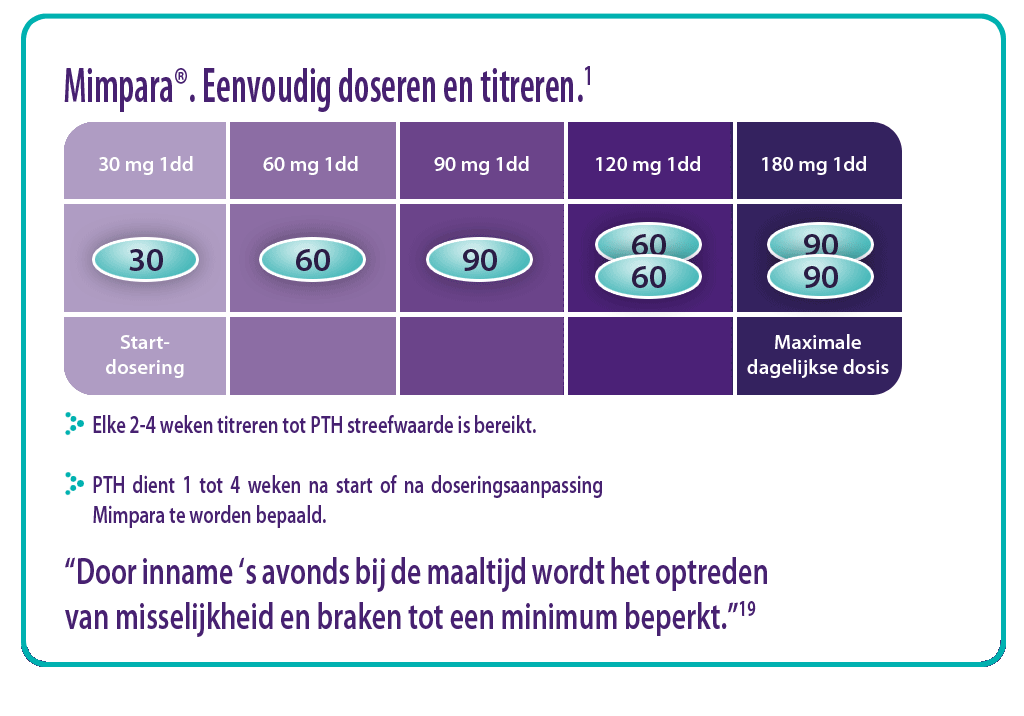 Mimpara®. Eenvoudig doseren en titreren.1
30 mg 1dd 60 mg 1dd 90 mg 1dd 120 mg 1dd 180 mg 1dd
30 60 90 60 90
60 90
Start-
dosering
Maximale
dagelijkse dosis
Elke 2-4 weken titreren tot PTH streefwaarde is bereikt.
PTH dient 1 tot 4 weken na start of na doseringsaanpassing
Mimpara te worden bepaald.
“Door inname ‘s avonds bij de maaltijd wordt het optreden
van misselijkheid en braken tot een minimum beperkt.”19